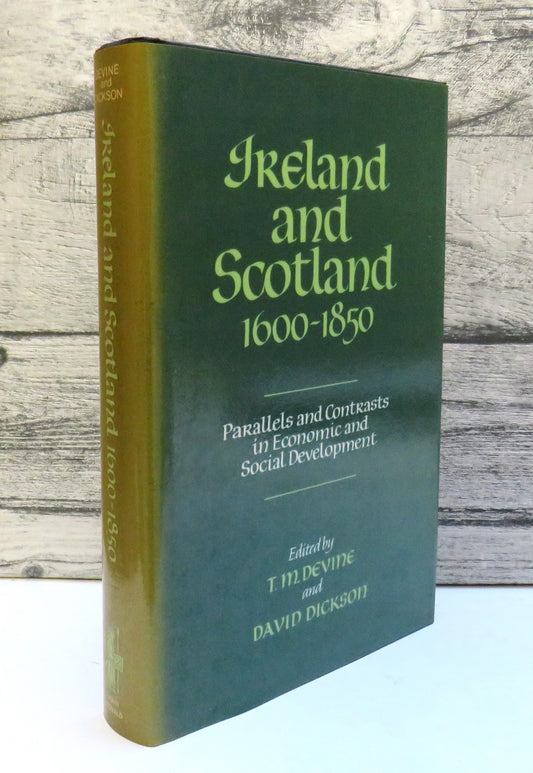 DEVINE
and
DICKSON
Ireland and Scotland 1600-1850
IRELAND
and
Scotland
1600-1850
Parallels and Contrasts
in Economic and
Social Development
Edited by
T. M. DEVINE
and
DAVID DICKSON